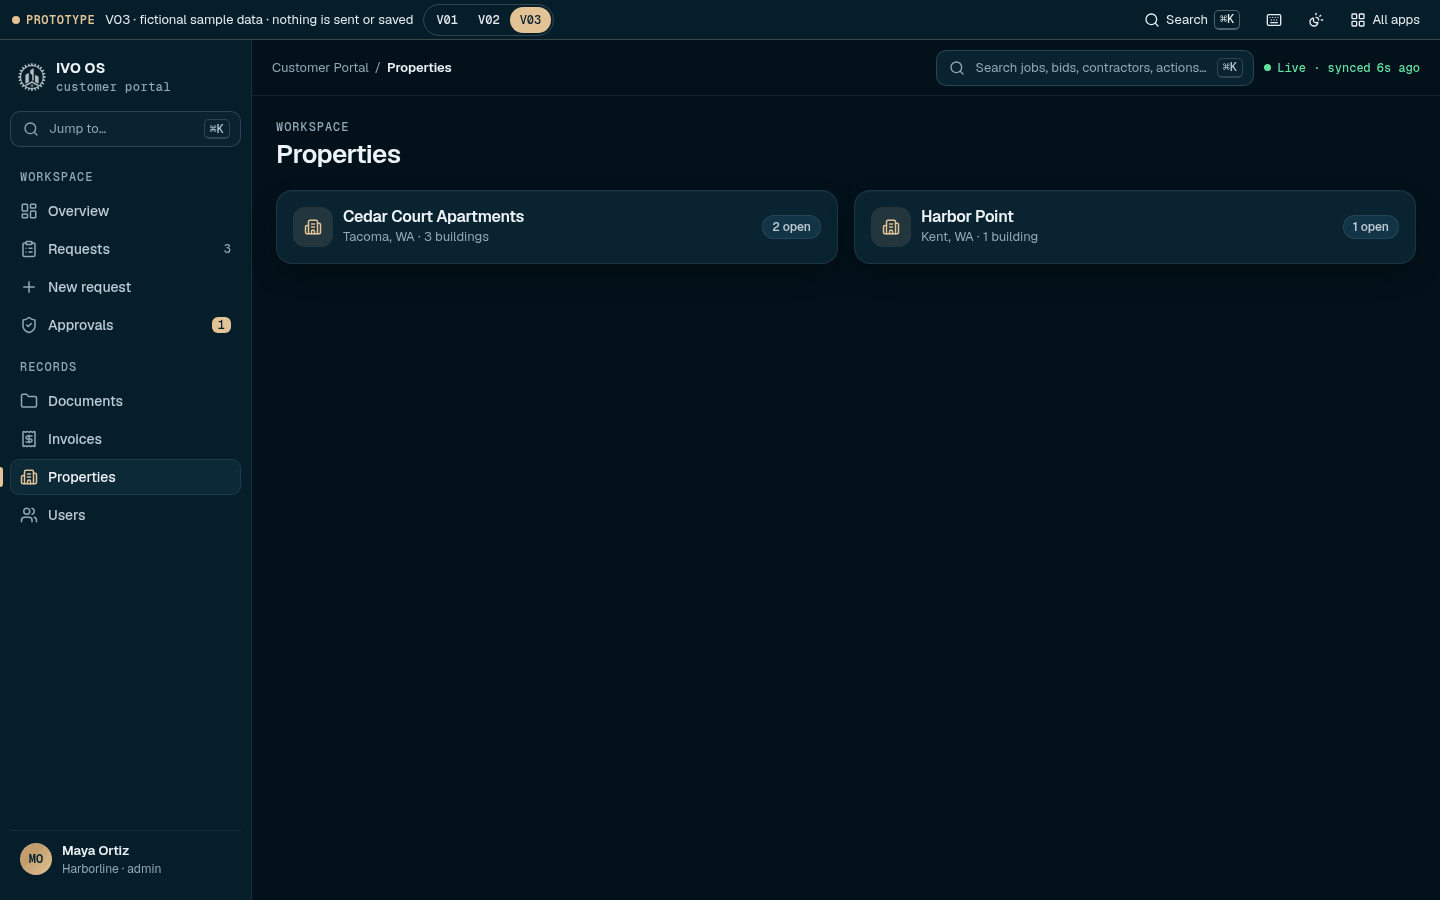 PROTOTYPE V03 · fictional sample data · nothing is sent or saved V01 V02 V03 Search ⌘K All apps
IVO OS
customer portal
Jump to… ⌘K
WORKSPACE
Overview
Requests 3
New request
Approvals 1
RECORDS
Documents
Invoices
Properties
Users
MO
Maya Ortiz
Harborline · admin
Customer Portal / Properties Search jobs, bids, contractors, actions… ⌘K Live · synced 6s ago
WORKSPACE
Properties
Cedar Court Apartments
Tacoma, WA · 3 buildings
2 open
Harbor Point
Kent, WA · 1 building
1 open